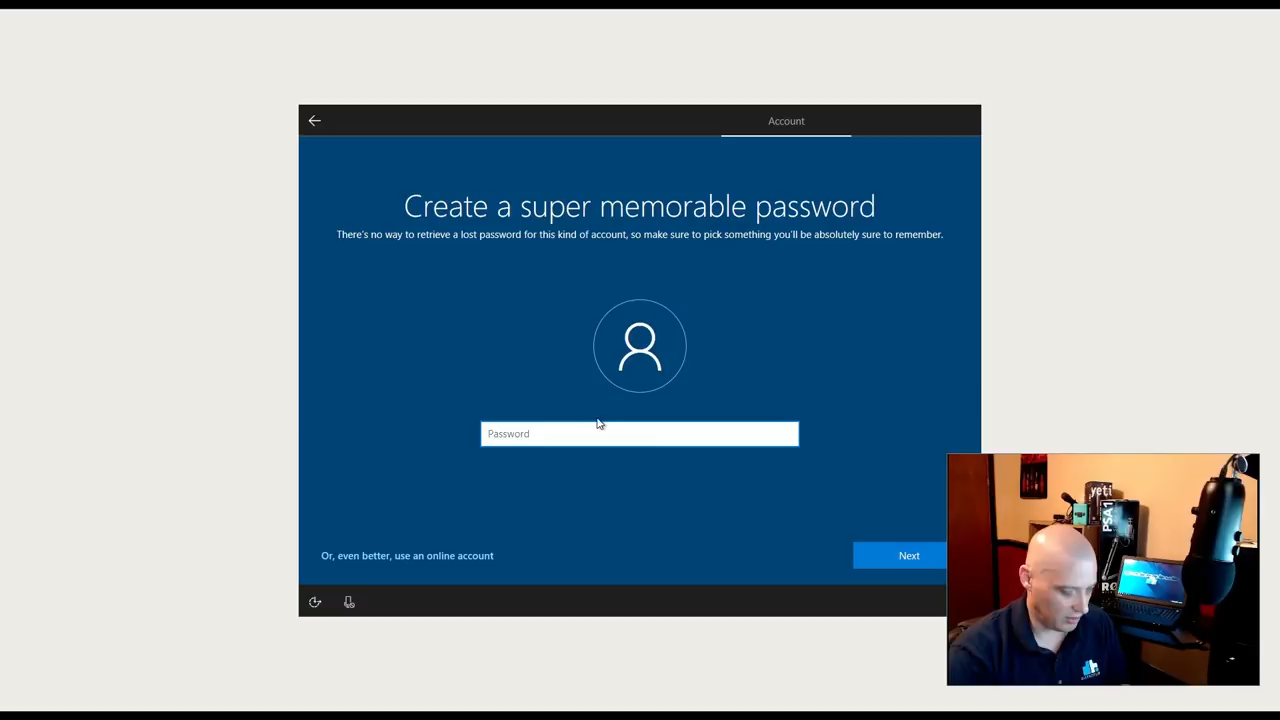 Account
Create a super memorable password
There's no way to retrieve a lost password for this kind of account, so make sure to pick something you'll be absolutely sure to remember.
Password
Or, even better, use an online account
Next
yeti
PSA1